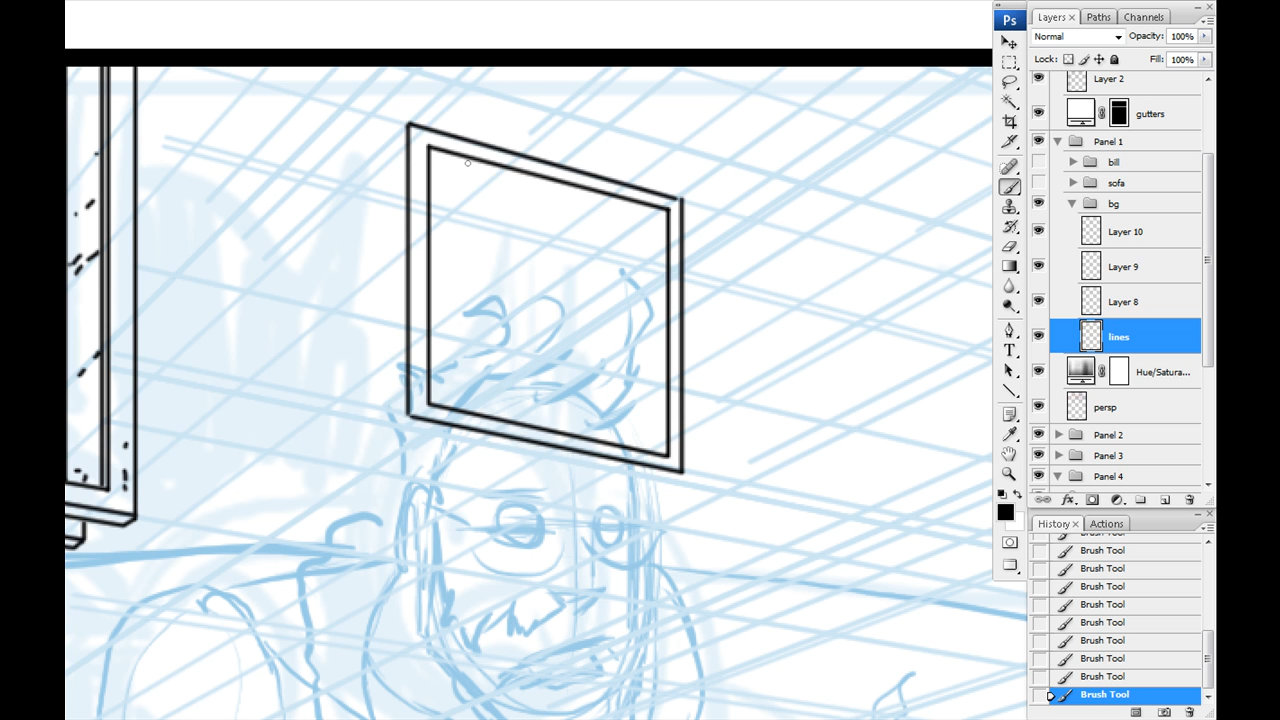 Ps
Layers × Paths Channels
Normal Opacity: 100%
Lock: Fill: 100%
Layer 2
gutters
Panel 1
bill
sofa
bg
Layer 10
Layer 9
Layer 8
lines
Hue/Satura...
persp
Panel 2
Panel 3
Panel 4
fx
History × Actions
Brush Tool
Brush Tool
Brush Tool
Brush Tool
Brush Tool
Brush Tool
Brush Tool
Brush Tool
Brush Tool
Brush Tool
T